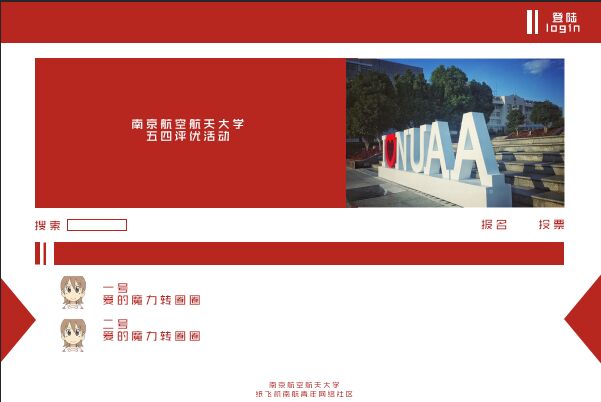 登陆
login
南京航空航天大学
五四评优活动
NUAA
搜索
报名 投票
一号
爱的魔力转圈圈
二号
爱的魔力转圈圈
南京航空航天大学
纸飞机南航青年网络社区